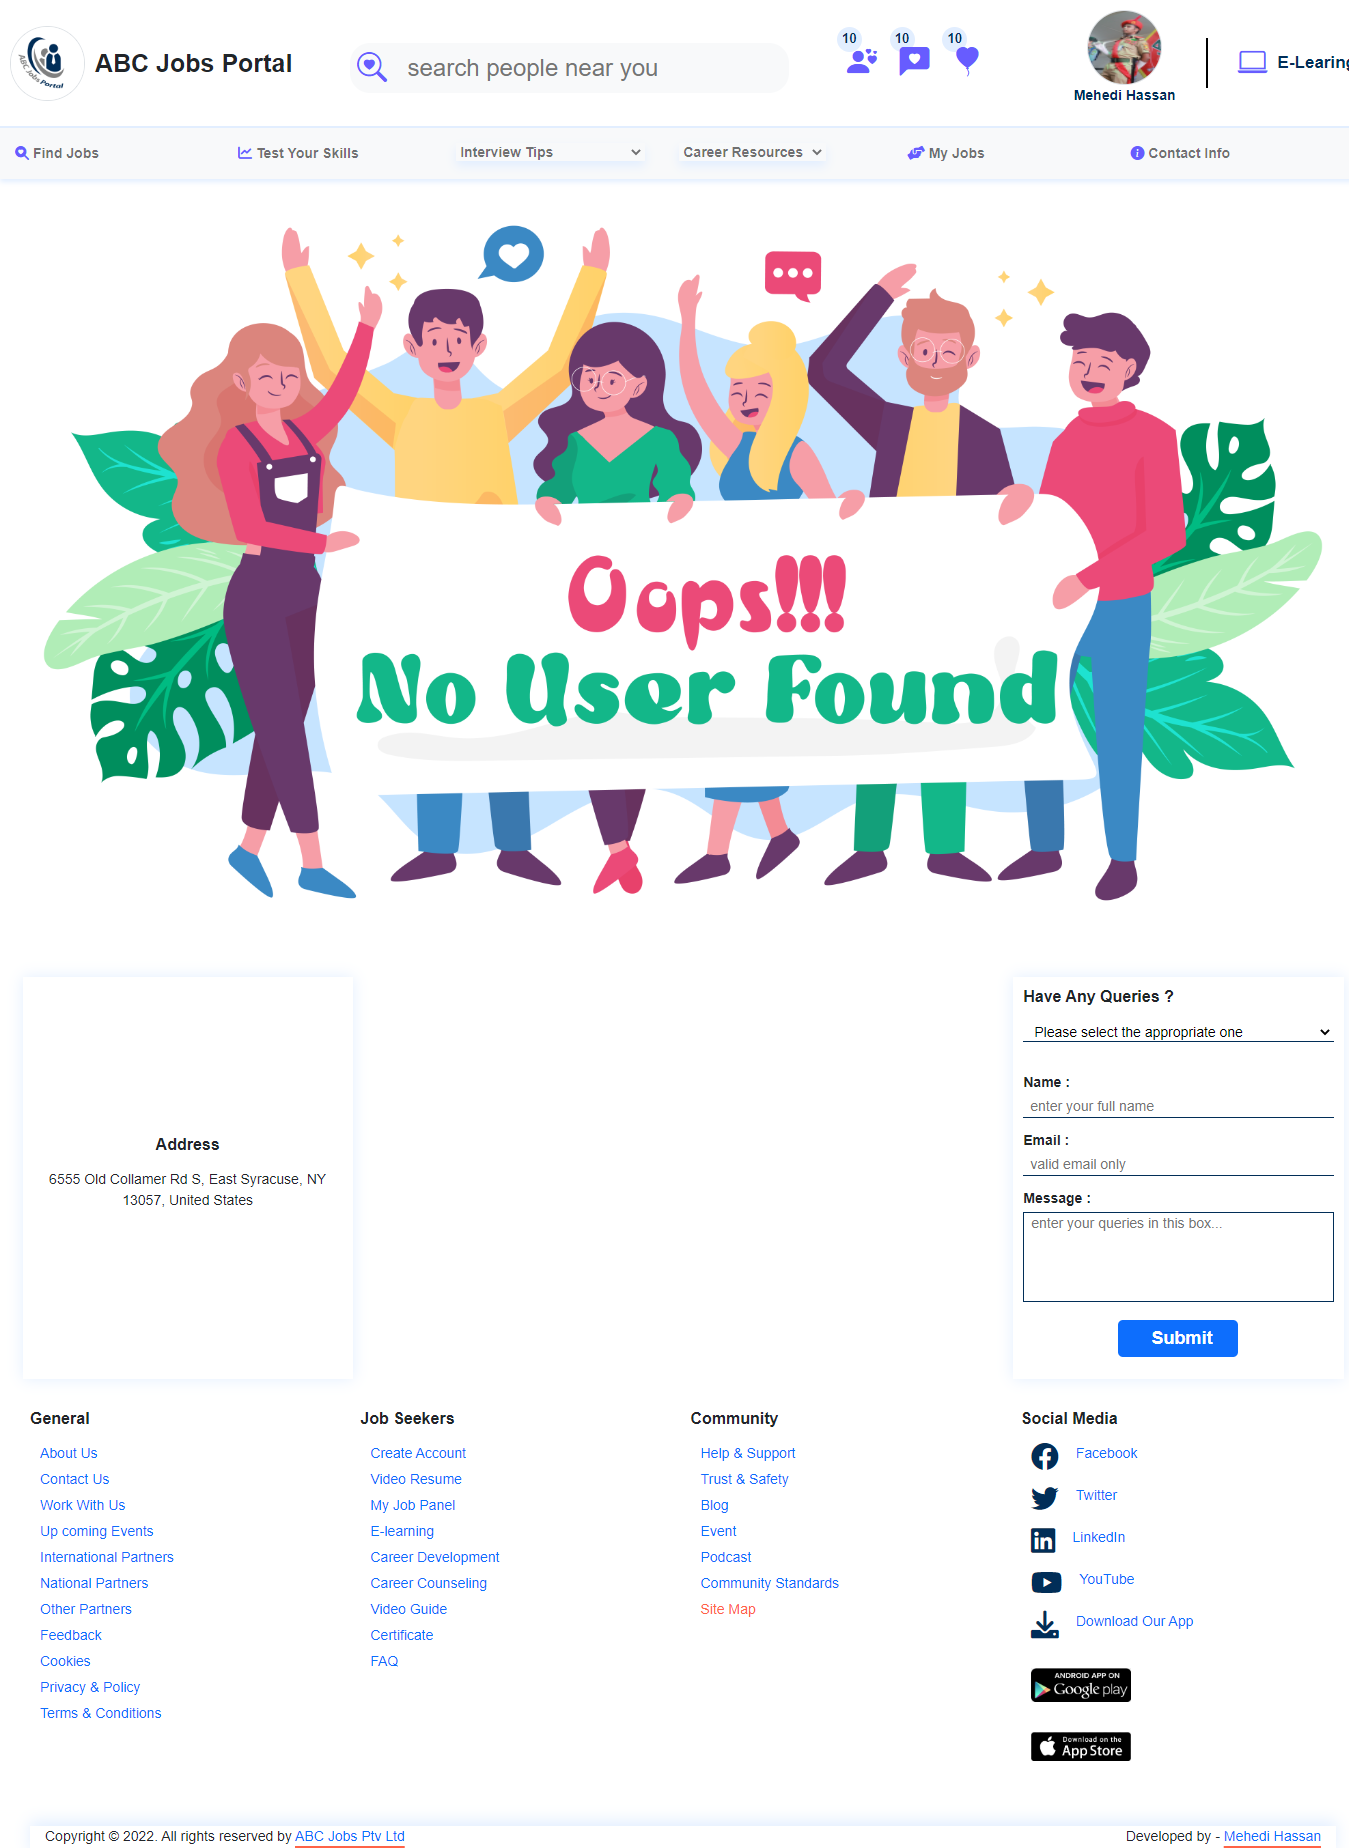 ABC Jobs Portal
ABC Jobs Portal
search people near you
10
10
10
Mehedi Hassan
E-Learing
Find Jobs
Test Your Skills
Interview Tips
Career Resources
My Jobs
Contact Info
Oops!!!
No User Found
Address
6555 Old Collamer Rd S, East Syracuse, NY
13057, United States
Have Any Queries ?
Please select the appropriate one
Name :
enter your full name
Email :
valid email only
Message :
enter your queries in this box...
Submit
General
About Us
Contact Us
Work With Us
Up coming Events
International Partners
National Partners
Other Partners
Feedback
Cookies
Privacy & Policy
Terms & Conditions
Job Seekers
Create Account
Video Resume
My Job Panel
E-learning
Career Development
Career Counseling
Video Guide
Certificate
FAQ
Community
Help & Support
Trust & Safety
Blog
Event
Podcast
Community Standards
Site Map
Social Media
Facebook
Twitter
LinkedIn
YouTube
Download Our App
ANDROID APP ON
Google play
Download on the
App Store
Copyright © 2022. All rights reserved by ABC Jobs Ptv Ltd
Developed by - Mehedi Hassan